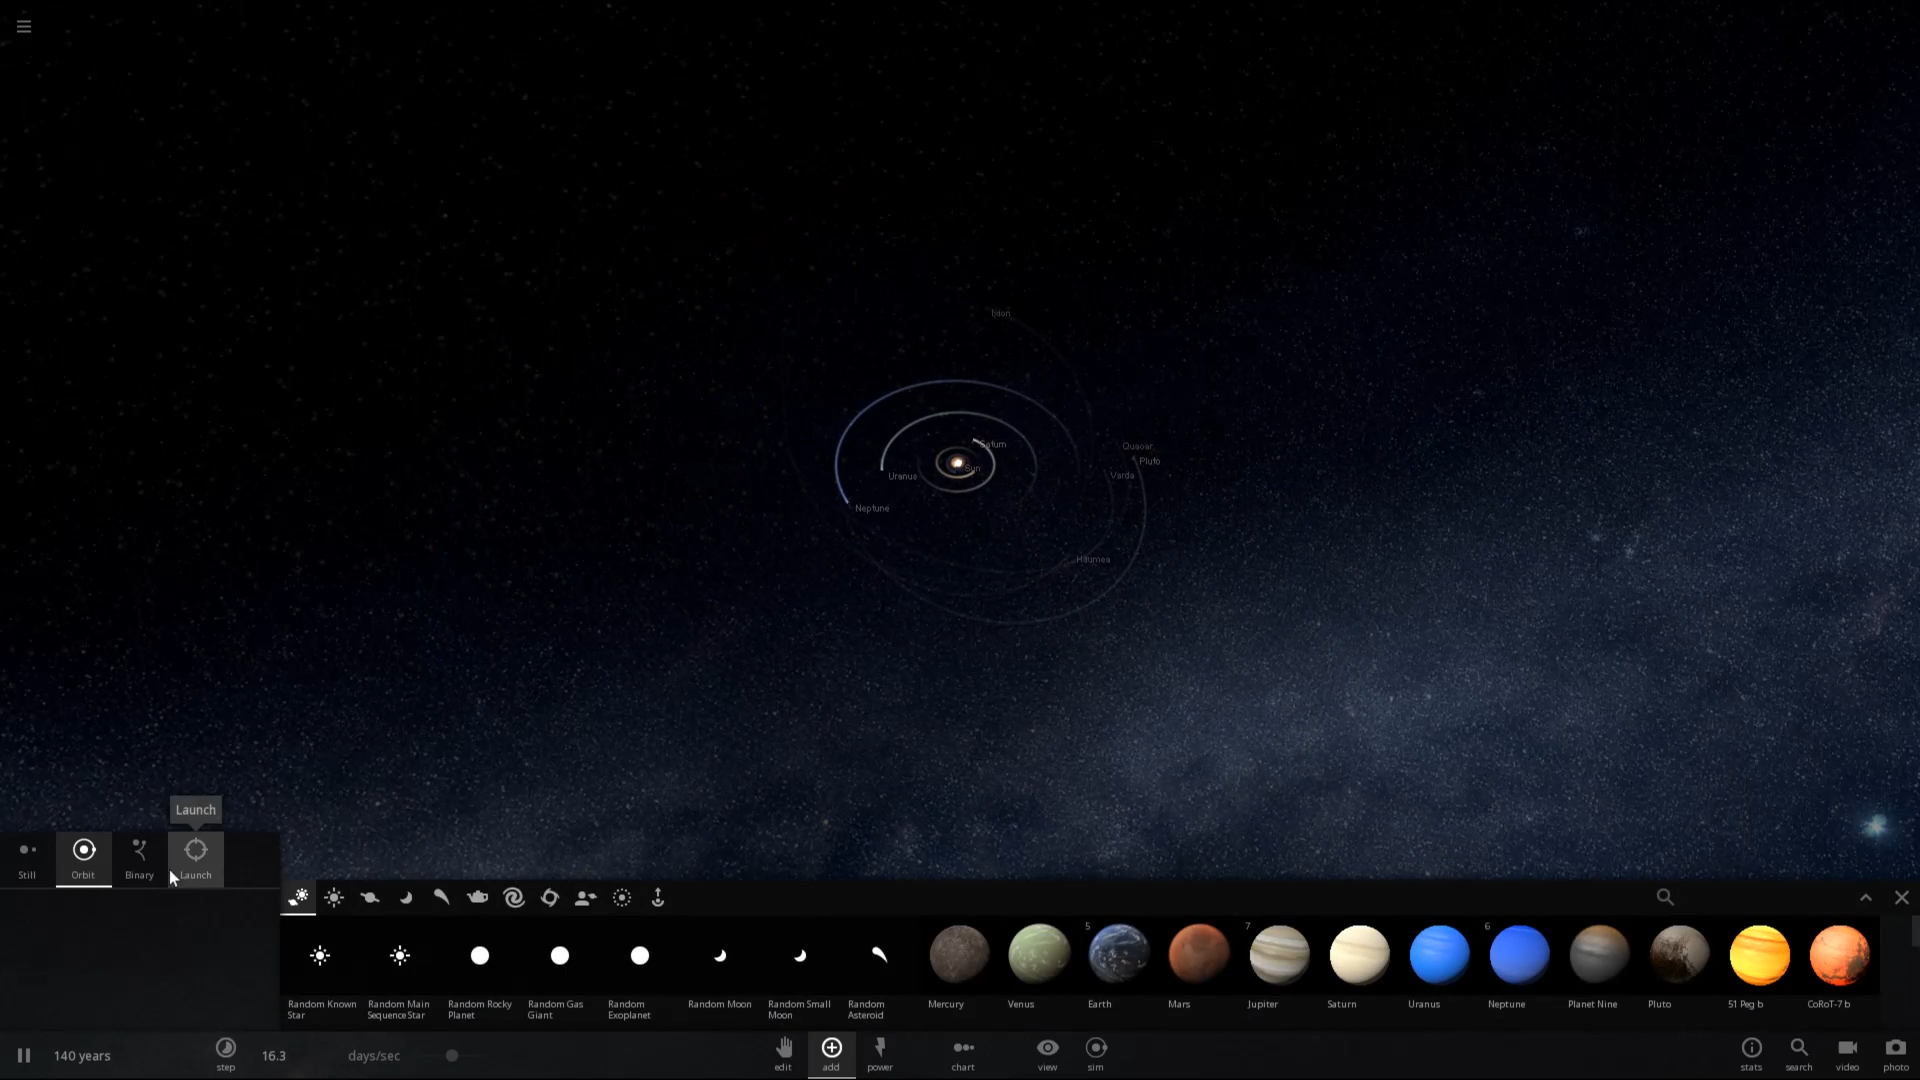 Ixion
Saturn
Sun
Uranus
Neptune
Quaoar
Pluto
Varda
Haumea
Launch
Still
Orbit
Binary
Launch
5
7
6
Random Known
Star
Random Main
Sequence Star
Random Rocky
Planet
Random Gas
Giant
Random
Exoplanet
Random Moon
Random Small
Moon
Random
Asteroid
Mercury
Venus
Earth
Mars
Jupiter
Saturn
Uranus
Neptune
Planet Nine
Pluto
51 Peg b
CoRoT-7 b
140 years
step
16.3
days/sec
edit
add
power
chart
view
sim
stats
search
video
photo